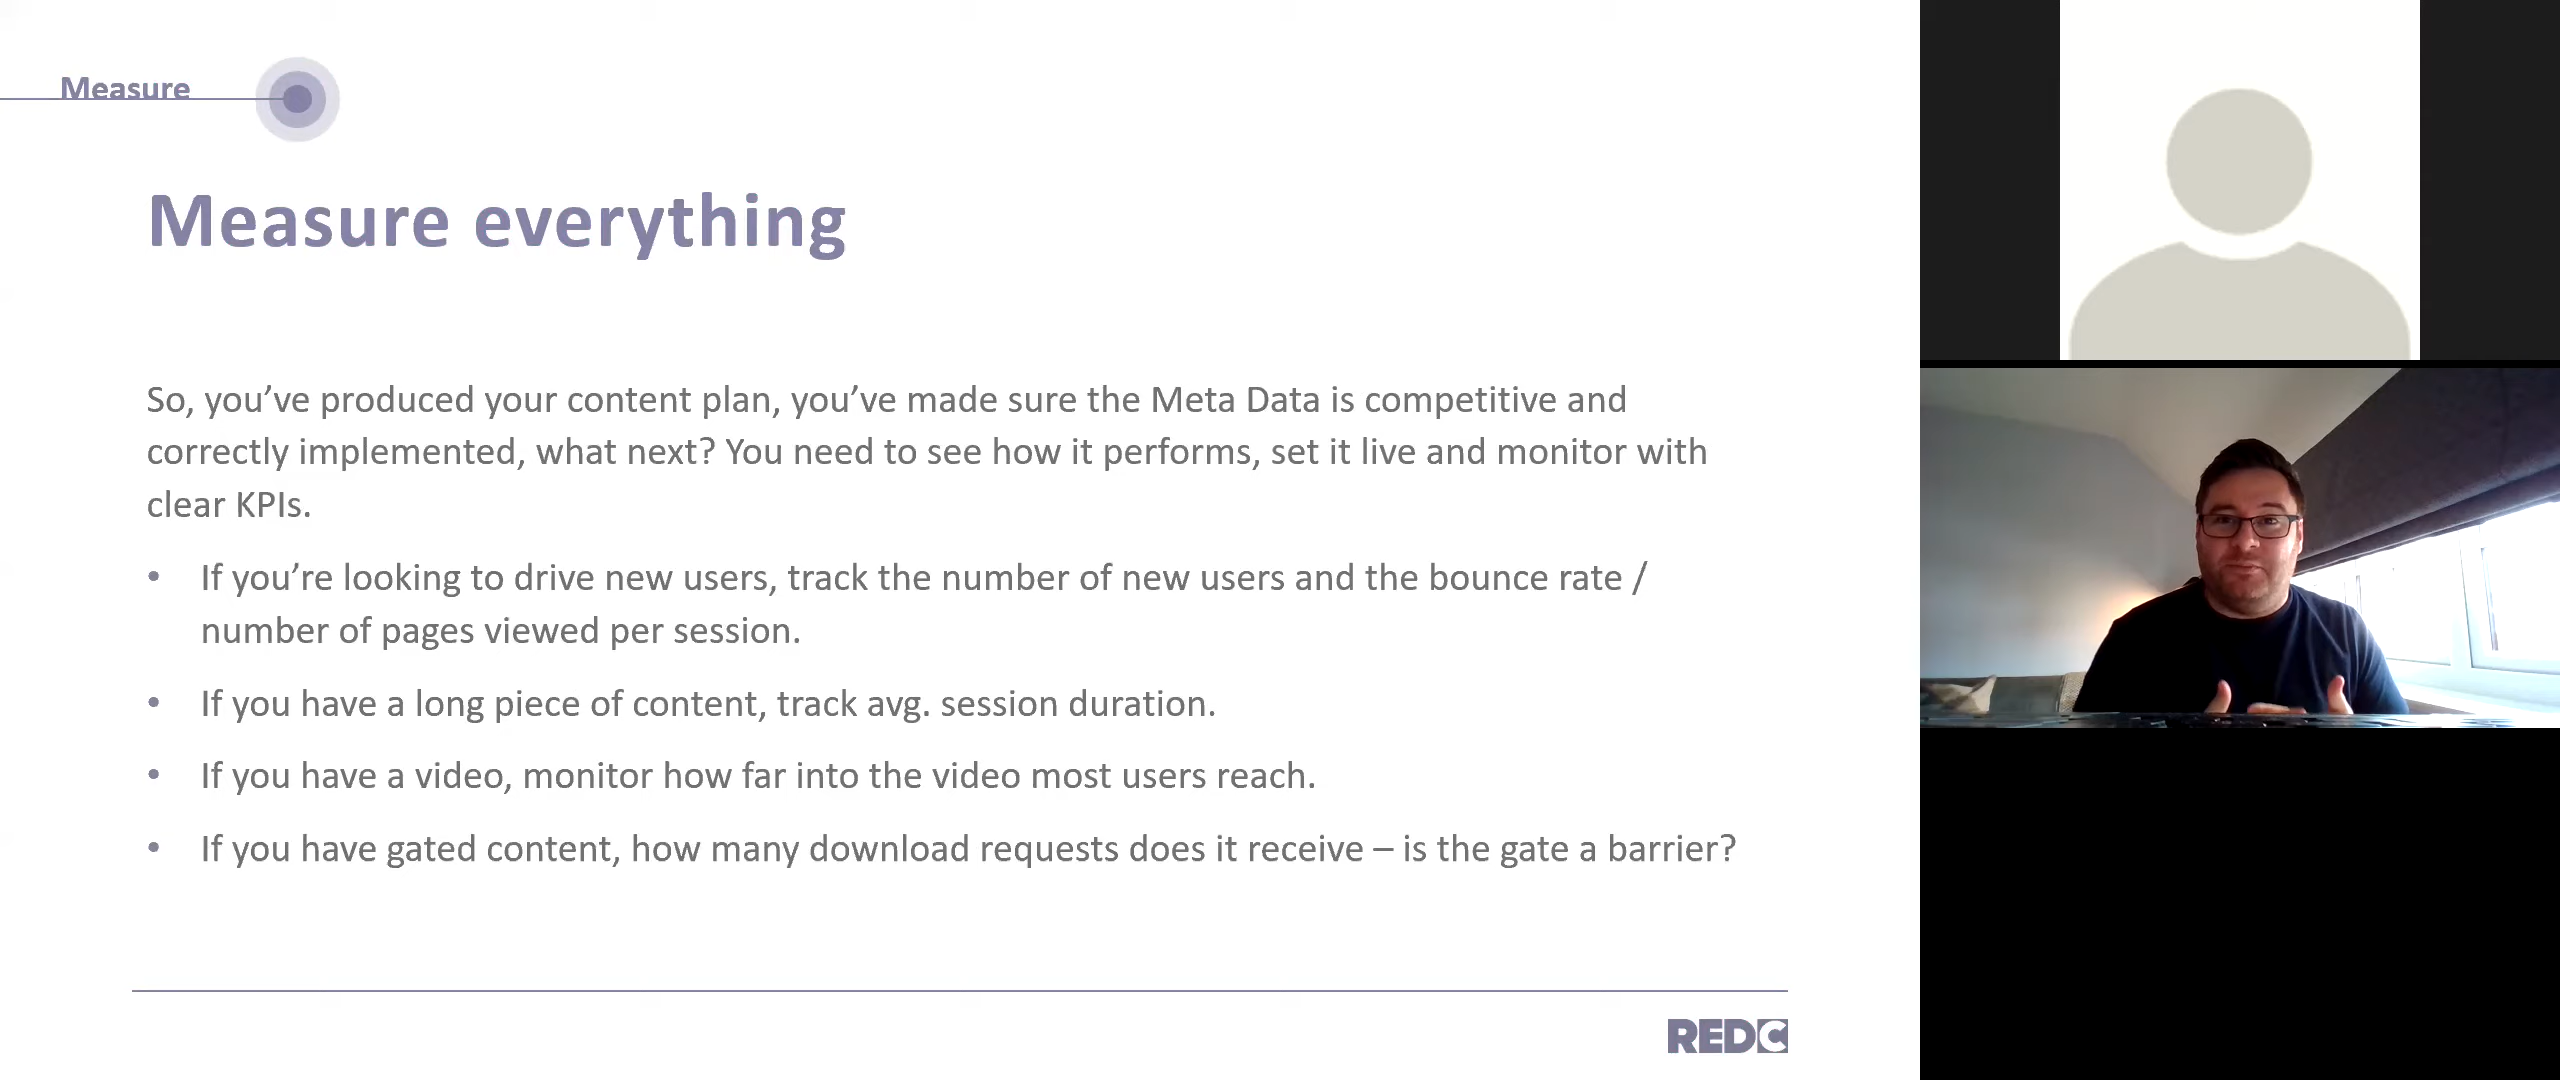 Measure
Measure everything
So, you’ve produced your content plan, you’ve made sure the Meta Data is competitive and
correctly implemented, what next? You need to see how it performs, set it live and monitor with
clear KPIs.
• If you’re looking to drive new users, track the number of new users and the bounce rate /
number of pages viewed per session.
• If you have a long piece of content, track avg. session duration.
• If you have a video, monitor how far into the video most users reach.
• If you have gated content, how many download requests does it receive – is the gate a barrier?
REDC